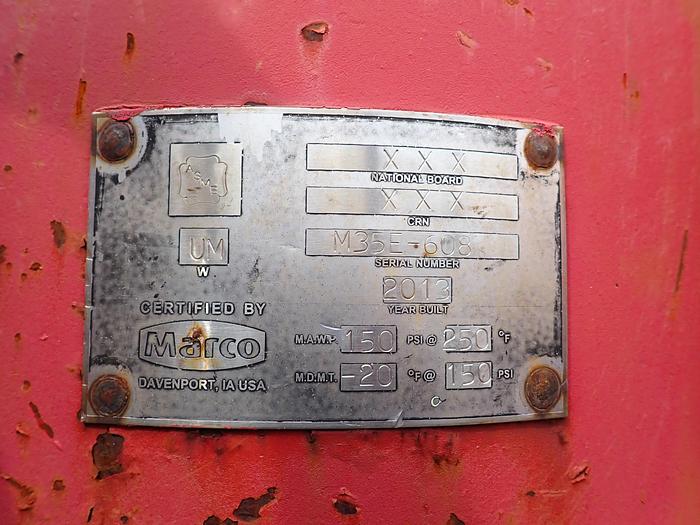 ASME
X X X
NATIONAL BOARD
X X X
CRN
UM
W
M35E-608
SERIAL NUMBER
2013
YEAR BUILT
CERTIFIED BY
Marco
DAVENPORT, IA USA
M.A.W.P. 150 PSI @ 250 °F
M.D.M.T. -20 °F @ 150 PSI